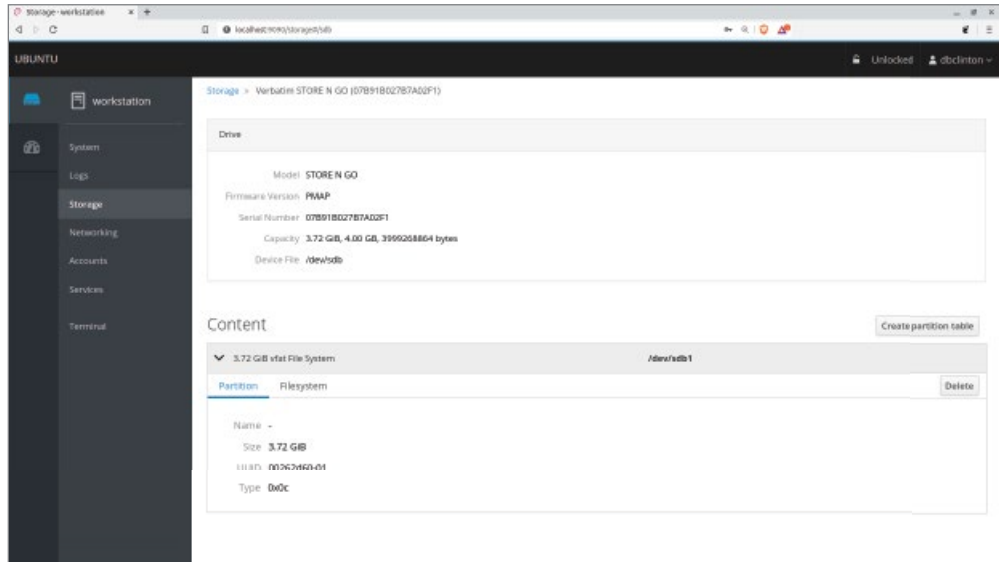 Storage - workstation
localhost:9090/storage#/sdb
UBUNTU
Unlocked dbclinton
workstation
System
Logs
Storage
Networking
Accounts
Services
Terminal
Storage > Verbatim STORE N GO (07B91B027B7A02F1)
Drive
Model STORE N GO
Firmware Version PMAP
Serial Number 07B91B027B7A02F1
Capacity 3.72 GiB, 4.00 GB, 3999268864 bytes
Device File /dev/sdb
Content
Create partition table
3.72 GiB vfat File System /dev/sdb1
Partition Filesystem Delete
Name -
Size 3.72 GiB
UUID 00262d60-01
Type 0x0c